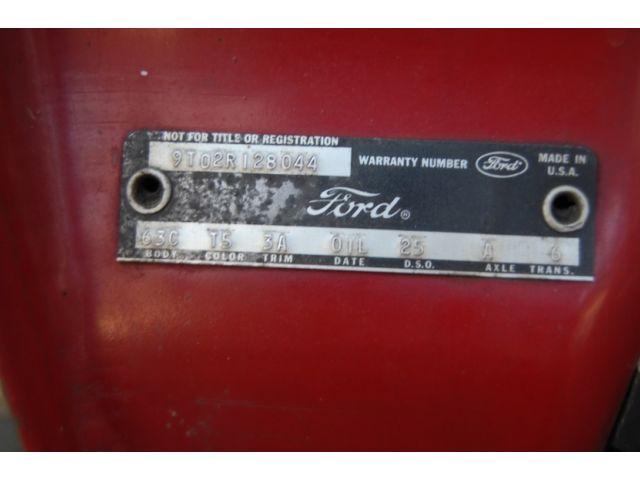 NOT FOR TITLE OR REGISTRATION
9T02R128044 WARRANTY NUMBER Ford MADE IN U.S.A.
Ford®
63C T5 3A 01L 25 A 6
BODY COLOR TRIM DATE D.S.O. AXLE TRANS.